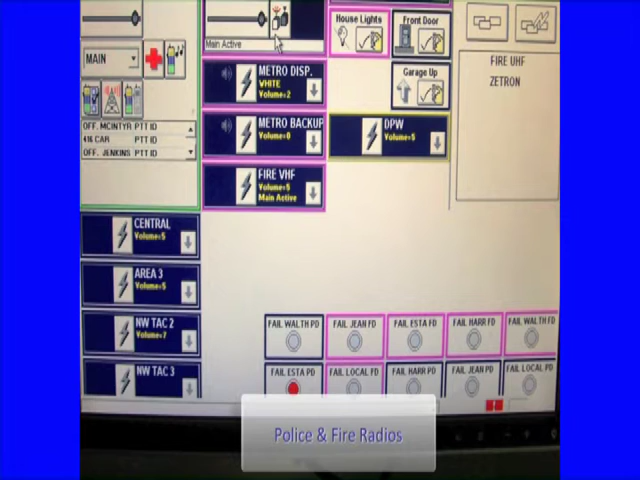 Main Active
House Lights
Front Door
MAIN
Garage Up
FIRE UHF
ZETRON
METRO DISP.
WHITE
Volume=2
OFF. MCINTYR PTT ID
416 CAR PTT ID
OFF. JENKINS PTT ID
METRO BACKUP
Volume=0
DPW
Volume=5
FIRE VHF
Volume=5
Main Active
CENTRAL
Volume=5
AREA 3
Volume=5
NW TAC 2
Volume=7
NW TAC 3
FAIL WALTH PD
FAIL JEAN FD
FAIL ESTA FD
FAIL HARR FD
FAIL WALTH FD
FAIL ESTA PD
FAIL LOCAL FD
FAIL HARR PD
FAIL JEAN PD
FAIL LOCAL PD
Police & Fire Radios